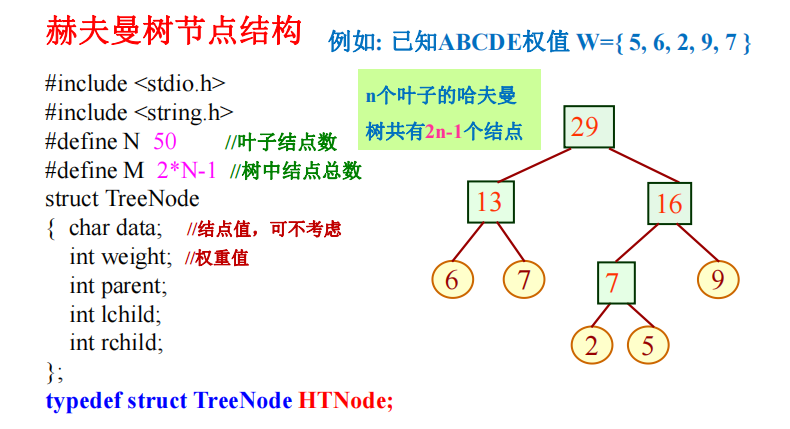 赫夫曼树节点结构
例如: 已知ABCDE权值 W={ 5, 6, 2, 9, 7 }
#include <stdio.h>
#include <string.h>
#define N 50 //叶子结点数
#define M 2*N-1 //树中结点总数
struct TreeNode
{ char data; //结点值，可不考虑
int weight; //权重值
int parent;
int lchild;
int rchild;
};
typedef struct TreeNode HTNode;
n个叶子的哈夫曼
树共有2n-1个结点
29
13 16
6 7 7 9
2 5